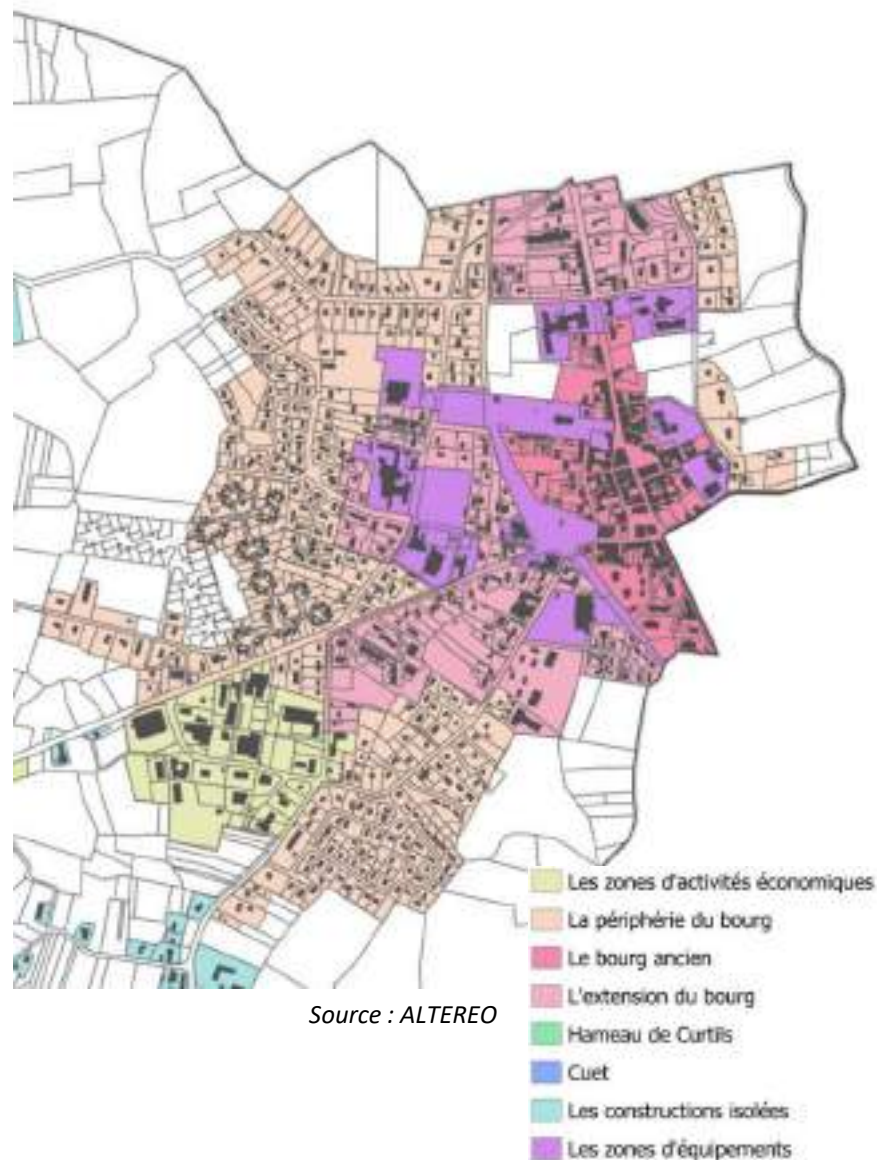 Les zones d'activités économiques
La périphérie du bourg
Le bourg ancien
L'extension du bourg
Hameau de Curtils
Cuet
Les constructions isolées
Les zones d'équipements
Source : ALTEREO